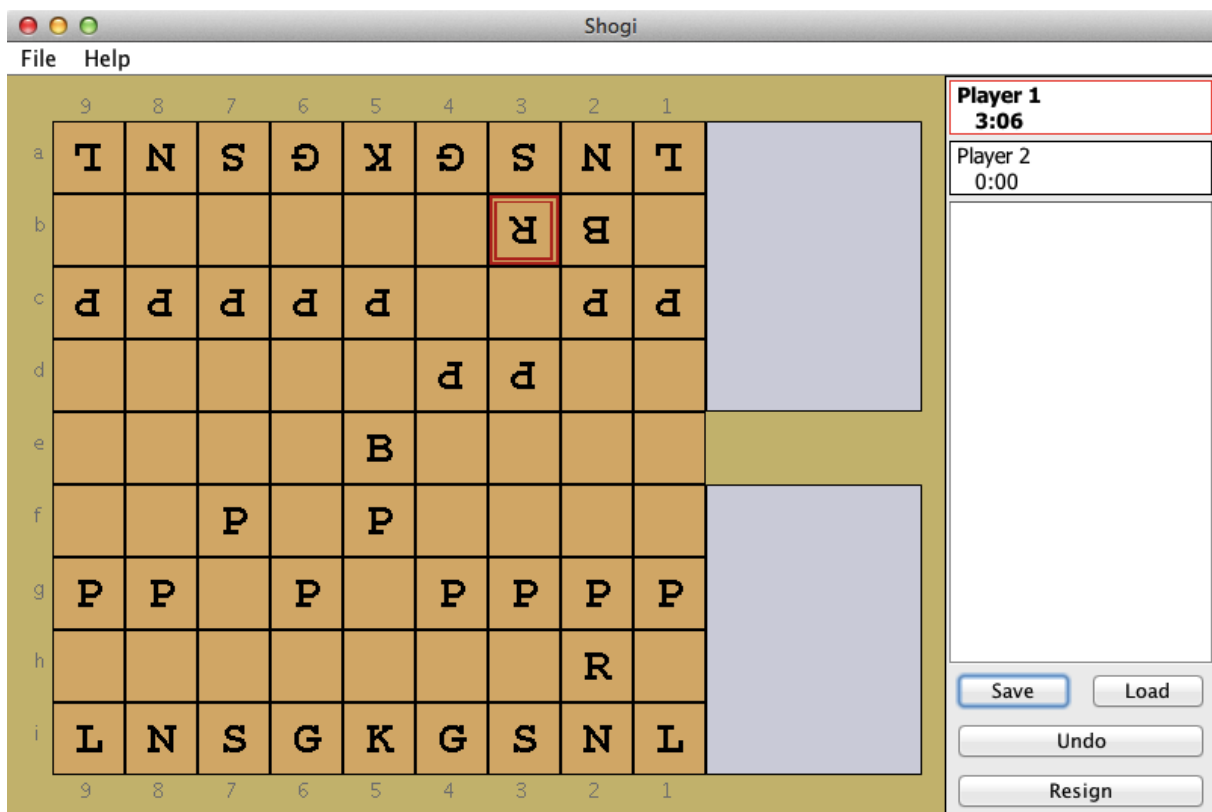 Shogi
File Help
Player 1
3:06
Player 2
0:00
9 8 7 6 5 4 3 2 1
a L N S G K G S N L
b R B
c P P P P P P P
d P P
e B
f P P
g P P P P P P P
h R
i L N S G K G S N L
9 8 7 6 5 4 3 2 1
Save Load
Undo
Resign